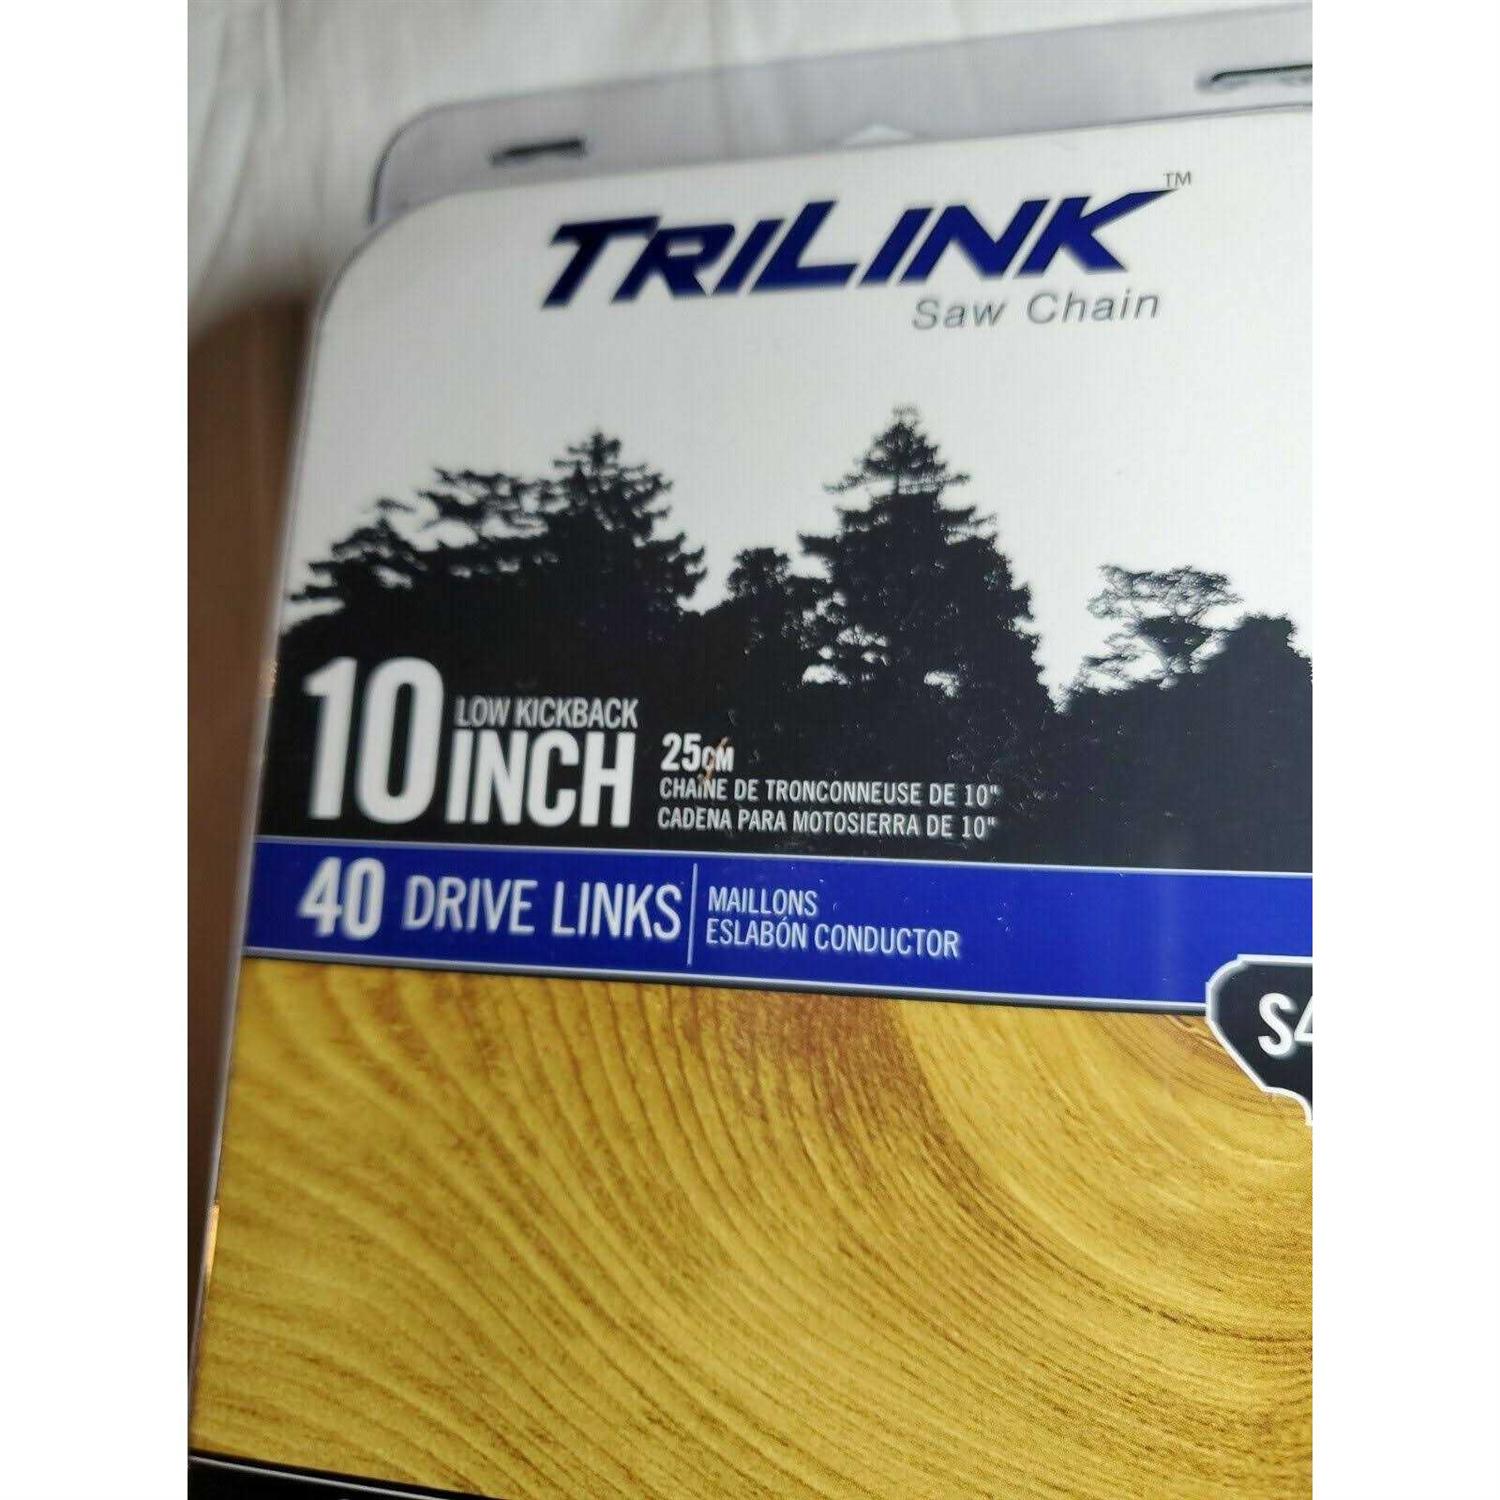 TRILINK™
Saw Chain
10 LOW KICKBACK
INCH
25CM
CHAINE DE TRONCONNEUSE DE 10"
CADENA PARA MOTOSIERRA DE 10"
40 DRIVE LINKS
MAILLONS
ESLABÓN CONDUCTOR